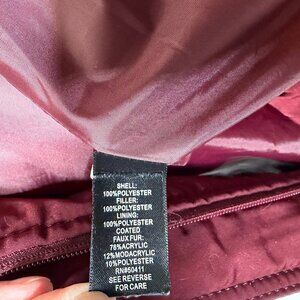 SHELL:
100%POLYESTER
FILLER:
100%POLYESTER
LINING:
100%POLYESTER
COATED
FAUX FUR:
78%ACRYLIC
12%MODACRYLIC
10%POLYESTER
RN#50411
SEE REVERSE
FOR CARE